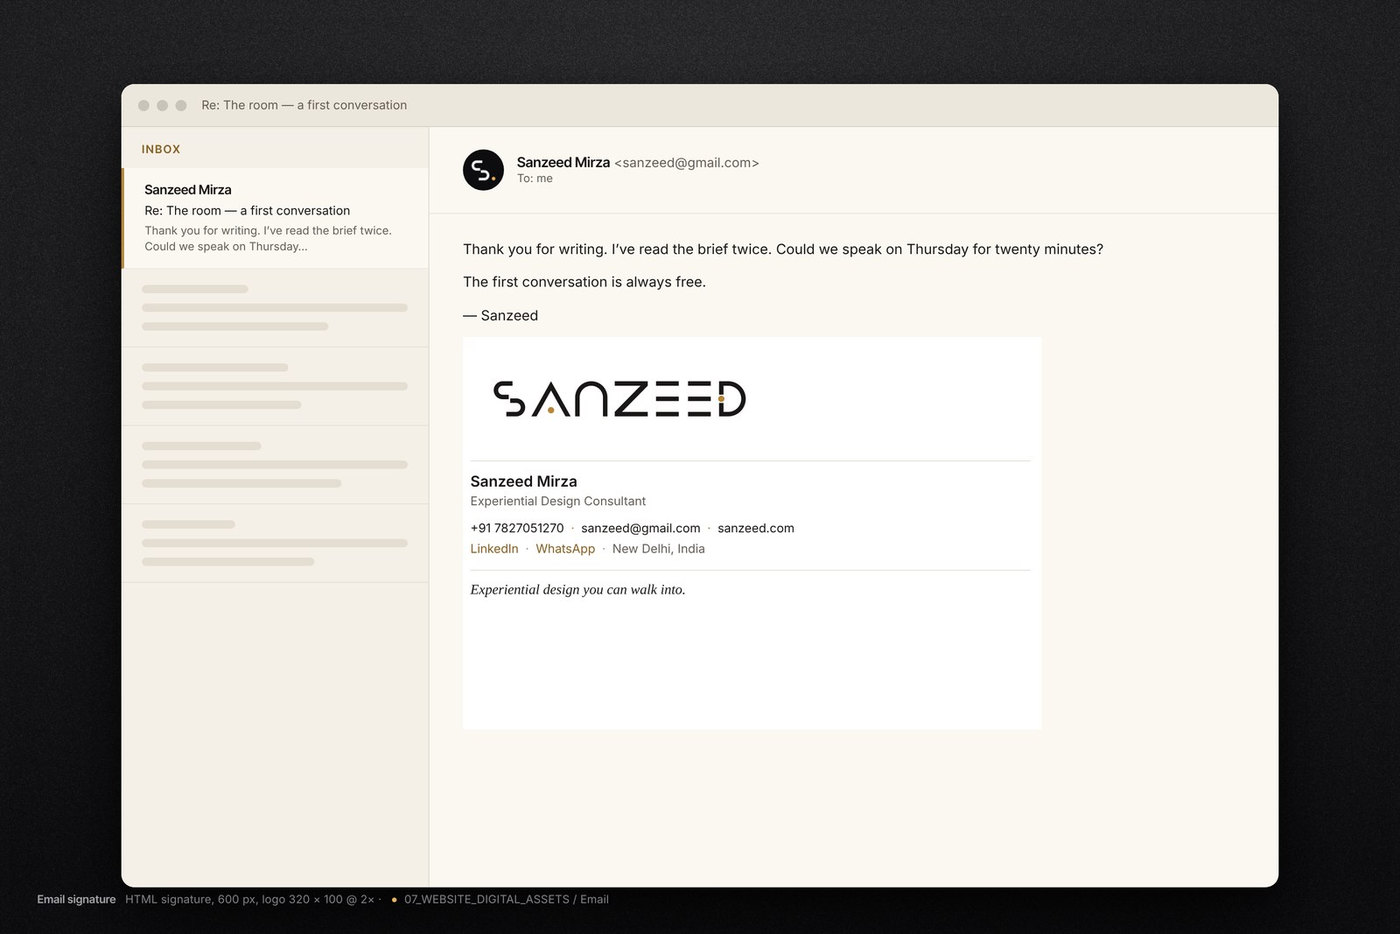 Re: The room — a first conversation
INBOX
Sanzeed Mirza
Re: The room — a first conversation
Thank you for writing. I’ve read the brief twice.
Could we speak on Thursday...
S.
Sanzeed Mirza <sanzeed@gmail.com>
To: me
Thank you for writing. I’ve read the brief twice. Could we speak on Thursday for twenty minutes?
The first conversation is always free.
— Sanzeed
SANZEED
Sanzeed Mirza
Experiential Design Consultant
+91 7827051270 · sanzeed@gmail.com · sanzeed.com
LinkedIn · WhatsApp · New Delhi, India
Experiential design you can walk into.
Email signature HTML signature, 600 px, logo 320 × 100 @ 2× · • 07_WEBSITE_DIGITAL_ASSETS / Email